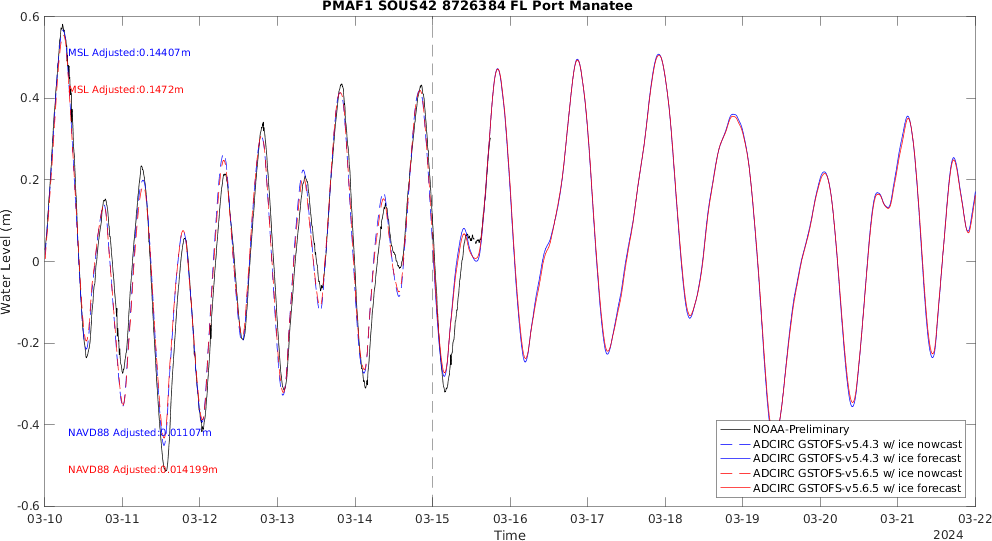 PMAF1 SOUS42 8726384 FL Port Manatee
Water Level (m)
0.6
0.4
0.2
0
-0.2
-0.4
-0.6
MSL Adjusted:0.14407m
MSL Adjusted:0.1472m
NAVD88 Adjusted:0.01107m
NAVD88 Adjusted:0.014199m
NOAA-Preliminary
ADCIRC GSTOFS-v5.4.3 w/ ice nowcast
ADCIRC GSTOFS-v5.4.3 w/ ice forecast
ADCIRC GSTOFS-v5.6.5 w/ ice nowcast
ADCIRC GSTOFS-v5.6.5 w/ ice forecast
03-10 03-11 03-12 03-13 03-14 03-15 03-16 03-17 03-18 03-19 03-20 03-21 03-22
Time
2024